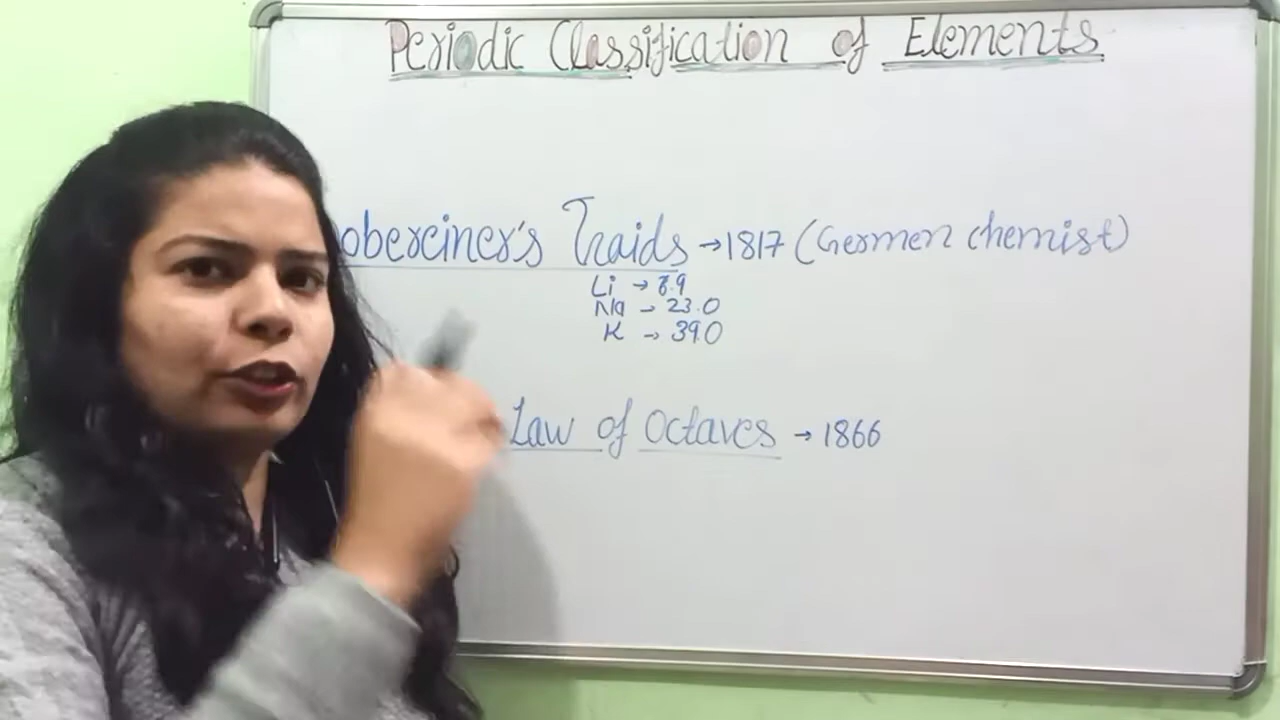 Periodic Classification of Elements
obereiner's Traids → 1817 (Germen chemist)
Li → 6.9
Na → 23.0
K → 39.0
Law of Octaves → 1866